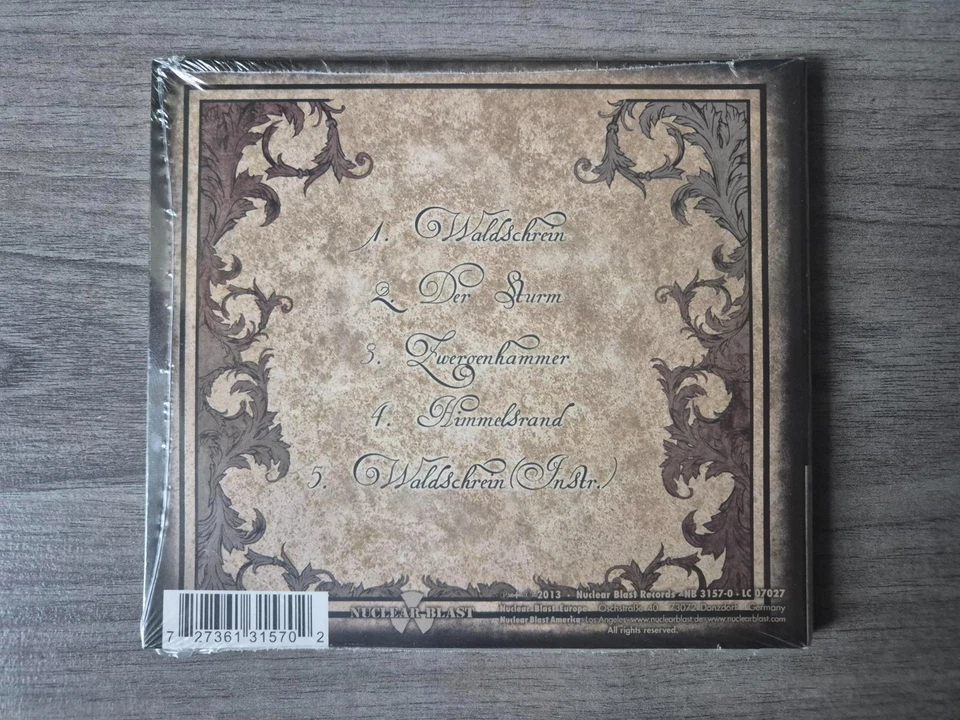 1. Waldschrein
2. Der Sturm
3. Zwergenhammer
4. Himmelsrand
5. Waldschrein (Instr.)
7 27361 31570 2
NUCLEAR BLAST
℗ + © 2013 · Nuclear Blast Records · NB 3157-0 · LC 07027
Nuclear Blast Europe · Oschstraße 40 · 73072 Donzdorf · Germany
Nuclear Blast America · Los Angeles · www.nuclearblast.de · www.nuclearblast.com
All rights reserved.